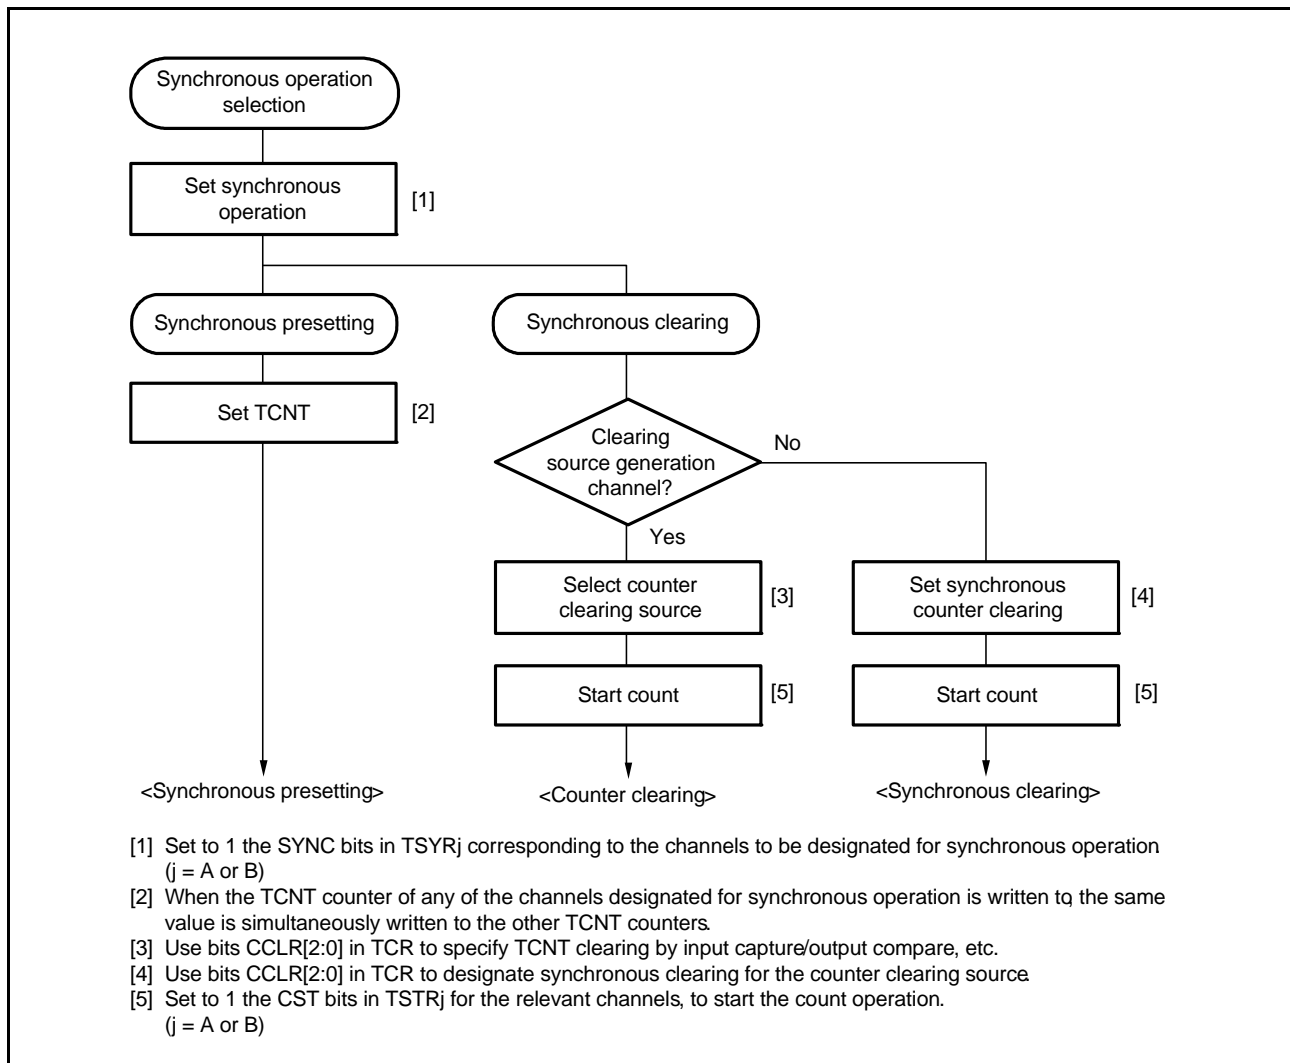 Synchronous operation
selection
Set synchronous
operation
[1]
Synchronous presetting
Synchronous clearing
Set TCNT
[2]
Clearing
source generation
channel?
No
Yes
Select counter
clearing source
[3]
Set synchronous
counter clearing
[4]
Start count
[5]
Start count
[5]
<Synchronous presetting>
<Counter clearing>
<Synchronous clearing>
[1] Set to 1 the SYNC bits in TSYRj corresponding to the channels to be designated for synchronous operation.
(j = A or B)
[2] When the TCNT counter of any of the channels designated for synchronous operation is written to, the same
value is simultaneously written to the other TCNT counters.
[3] Use bits CCLR[2:0] in TCR to specify TCNT clearing by input capture/output compare, etc.
[4] Use bits CCLR[2:0] in TCR to designate synchronous clearing for the counter clearing source.
[5] Set to 1 the CST bits in TSTRj for the relevant channels, to start the count operation.
(j = A or B)